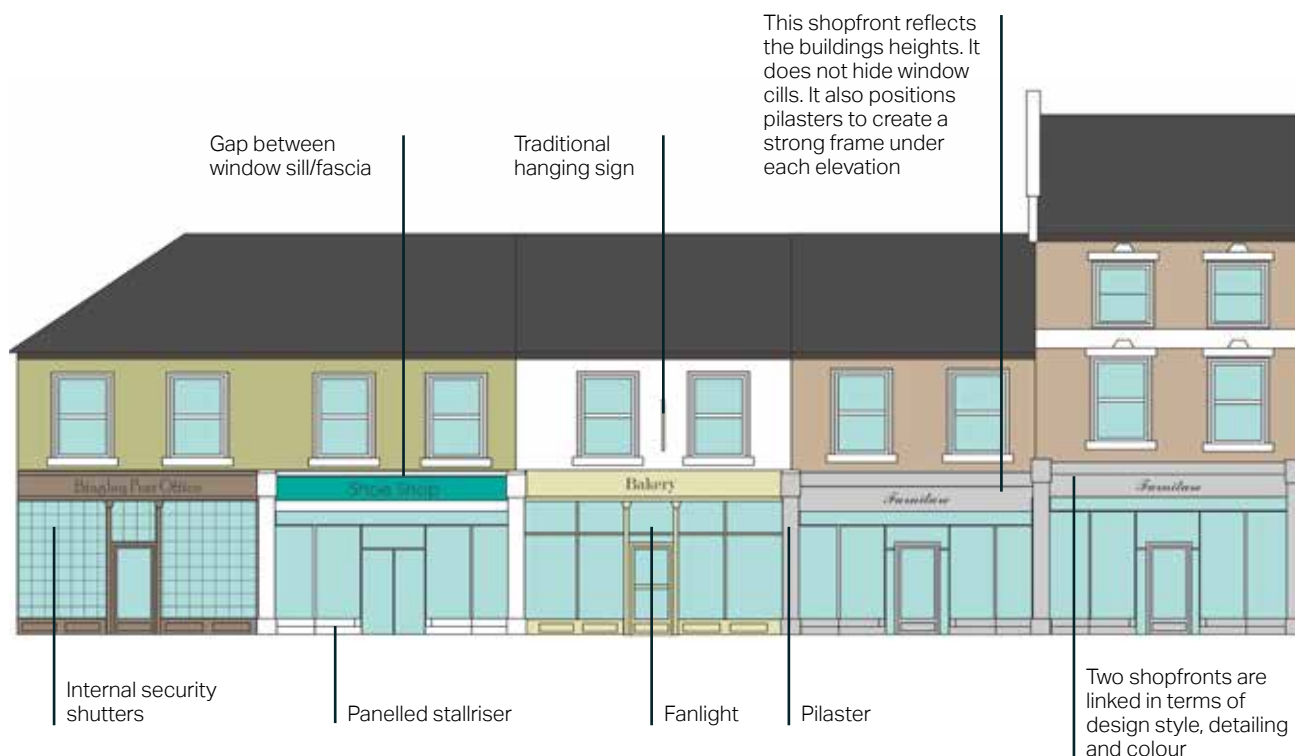 This shopfront reflects
the buildings heights. It
does not hide window
cills. It also positions
pilasters to create a
strong frame under
each elevation
Gap between
window sill/fascia
Traditional
hanging sign
Bingley Post Office
Shoe Shop
Bakery
Furniture
Furniture
Internal security
shutters
Panelled stallriser
Fanlight
Pilaster
Two shopfronts are
linked in terms of
design style, detailing
and colour